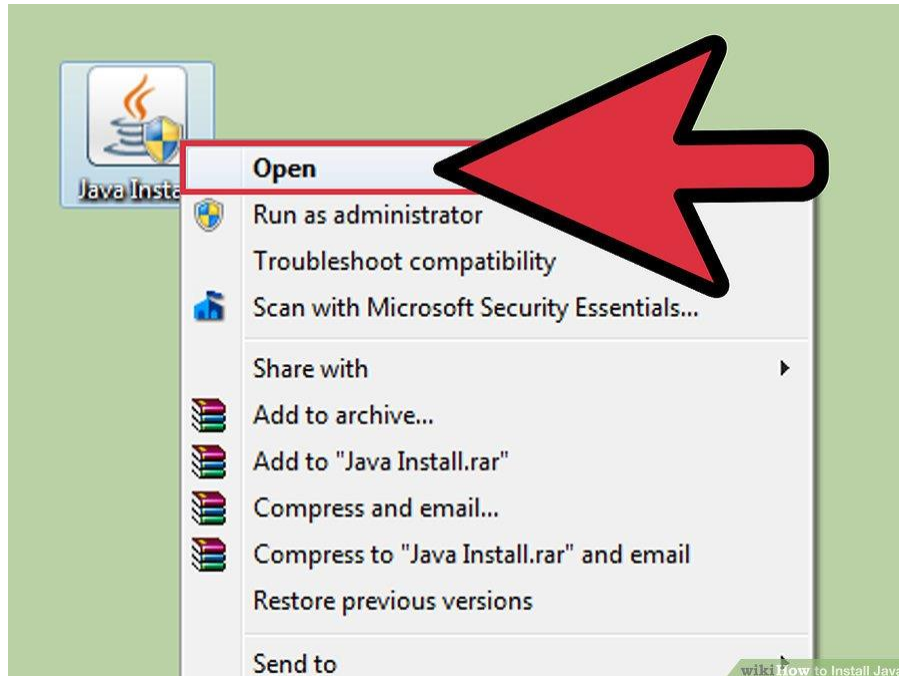 Java Insta
Open
Run as administrator
Troubleshoot compatibility
Scan with Microsoft Security Essentials...
Share with
Add to archive...
Add to "Java Install.rar"
Compress and email...
Compress to "Java Install.rar" and email
Restore previous versions
Send to
wikiHow to Install Java